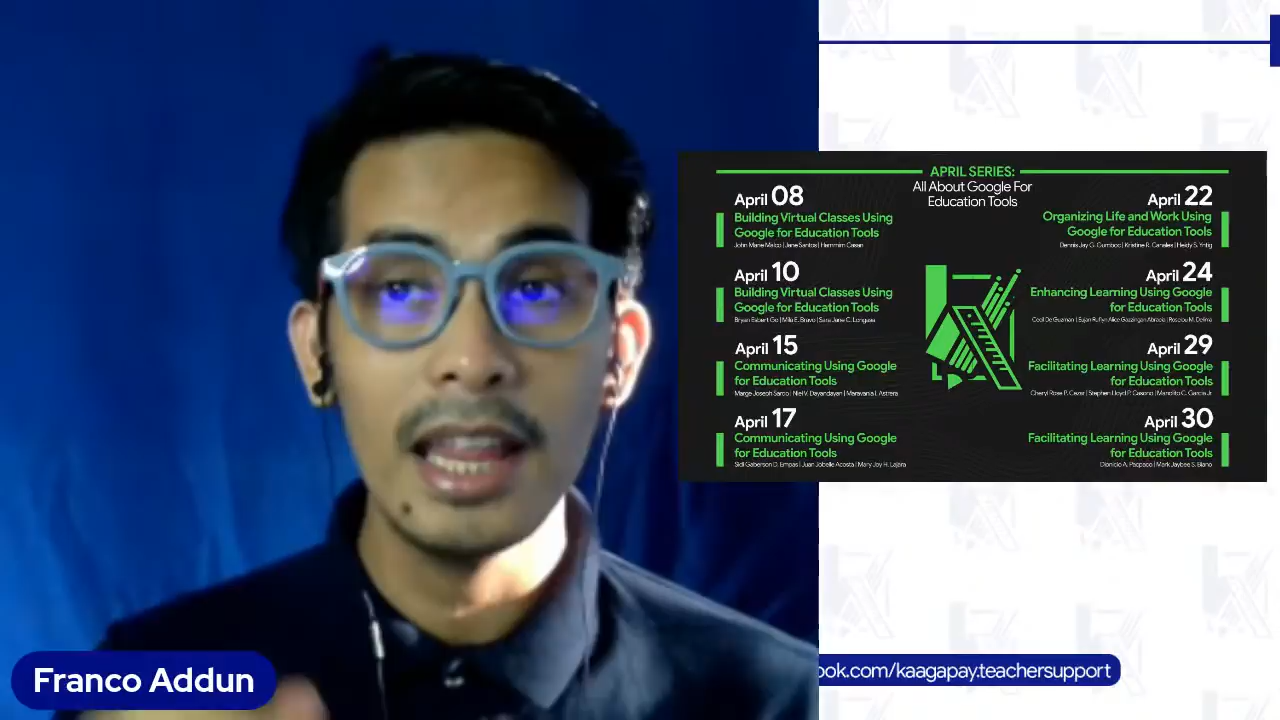 APRIL SERIES:
All About Google For
Education Tools
April 08
Building Virtual Classes Using
Google for Education Tools
April 10
Building Virtual Classes Using
Google for Education Tools
April 15
Communicating Using Google
for Education Tools
April 17
Communicating Using Google
for Education Tools
April 22
Organizing Life and Work Using
Google for Education Tools
April 24
Enhancing Learning Using Google
for Education Tools
April 29
Facilitating Learning Using Google
for Education Tools
April 30
Facilitating Learning Using Google
for Education Tools
Franco Addun
ook.com/kaagapay.teachersupport